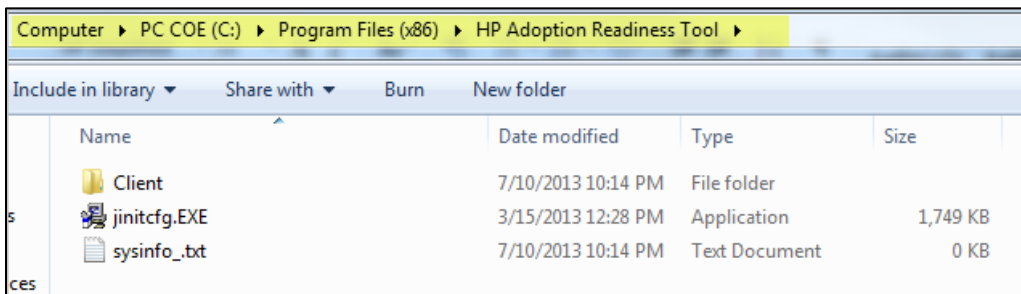 Computer ▸ PC COE (C:) ▸ Program Files (x86) ▸ HP Adoption Readiness Tool ▸
Include in library ▾ Share with ▾ Burn New folder
Name Date modified Type Size
Client 7/10/2013 10:14 PM File folder
s jinitcfg.EXE 3/15/2013 12:28 PM Application 1,749 KB
sysinfo_.txt 7/10/2013 10:14 PM Text Document 0 KB
ces